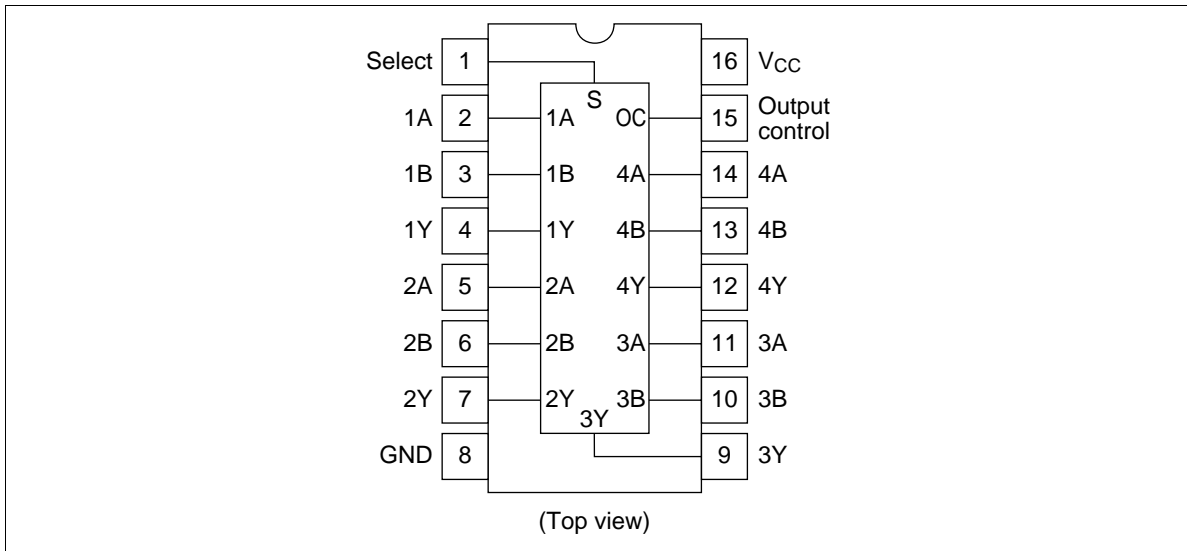 Select 1 16 VCC
S
1A 2 1A OC 15 Output control
1B 3 1B 4A 14 4A
1Y 4 1Y 4B 13 4B
2A 5 2A 4Y 12 4Y
2B 6 2B 3A 11 3A
2Y 7 2Y 3B 10 3B
3Y
GND 8 9 3Y
(Top view)